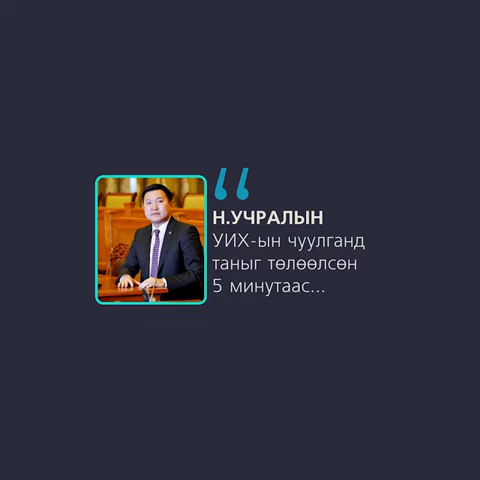 Н.УЧРАЛЫН
УИХ-ын чуулганд
таныг төлөөлсөн
5 минутаас...